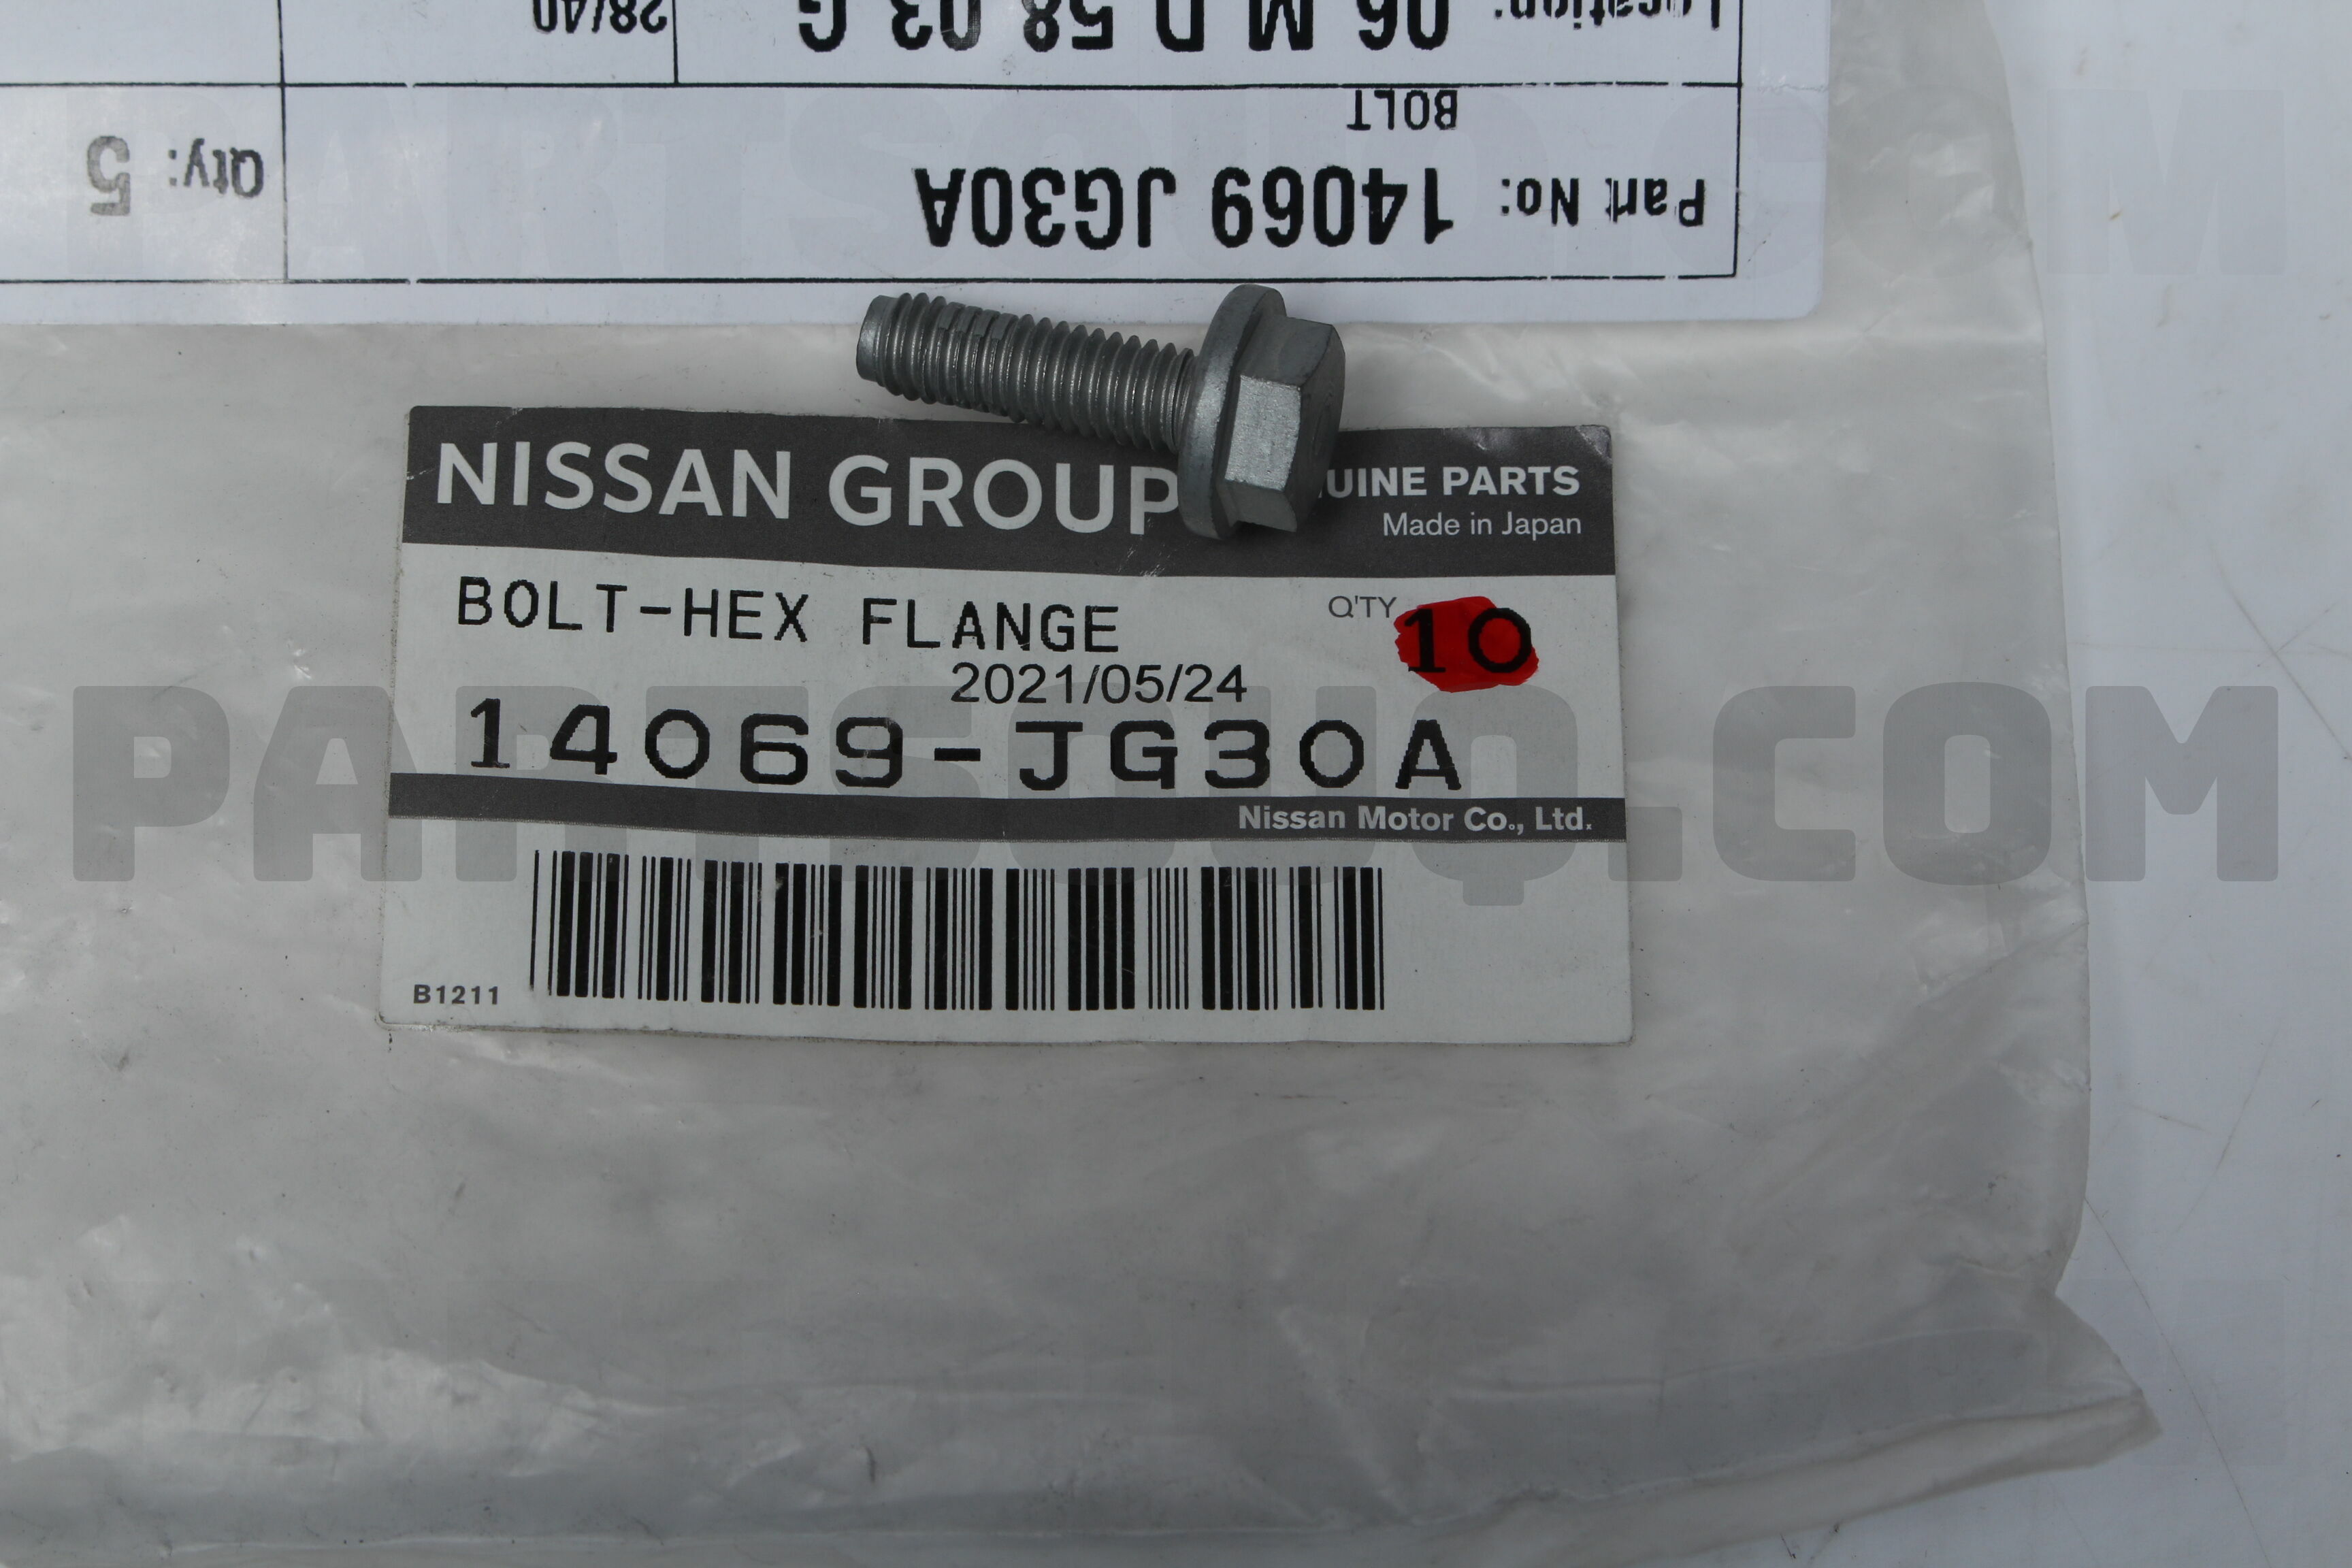 Location: 06 M D 58 03 G
28/40
BOLT
Part No: 14069 JG30A
Qty: 5
NISSAN GROUP
UINE PARTS
Made in Japan
BOLT-HEX FLANGE
Q'TY 10
2021/05/24
14069-JG30A
Nissan Motor Co., Ltd.
B1211
PARTSOUQ.COM